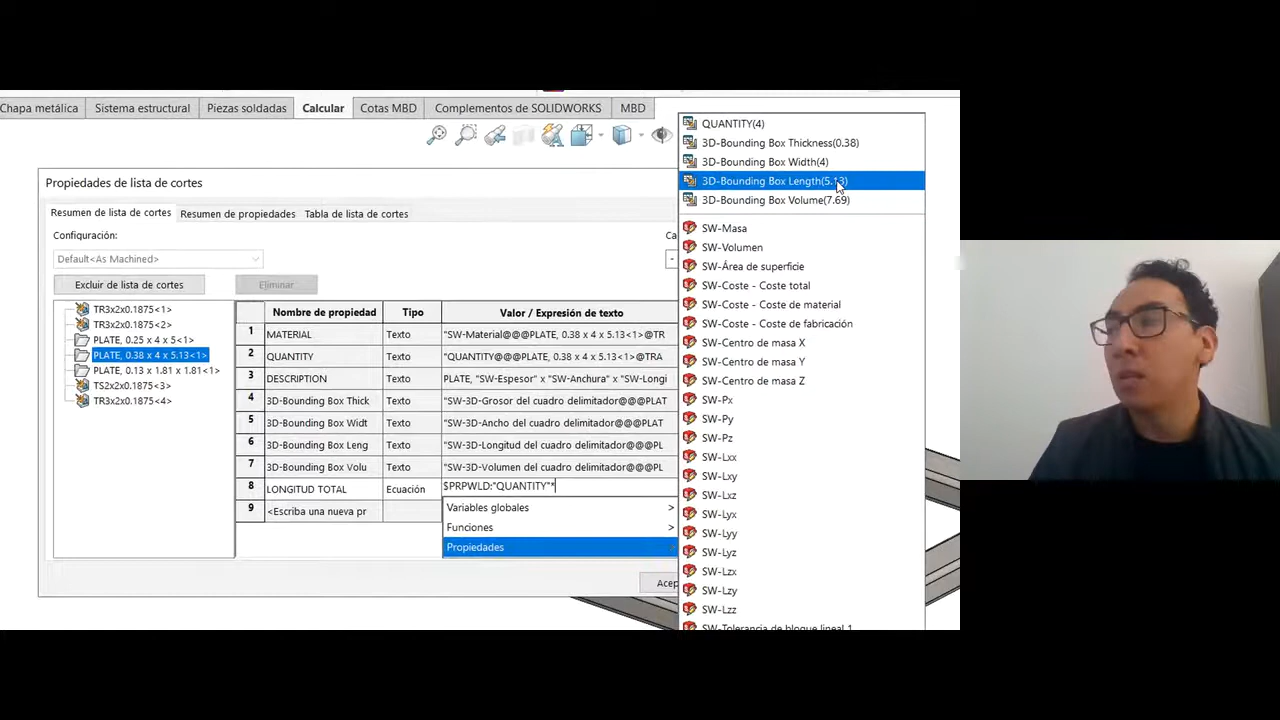 Chapa metálica Sistema estructural Piezas soldadas Calcular Cotas MBD Complementos de SOLIDWORKS MBD
Propiedades de lista de cortes
Resumen de lista de cortes Resumen de propiedades Tabla de lista de cortes
Configuración:
Default<As Machined>
Excluir de lista de cortes Eliminar
TR3x2x0.1875<1>
TR3x2x0.1875<2>
PLATE, 0.25 x 4 x 5<1>
PLATE, 0.38 x 4 x 5.13<1>
PLATE, 0.13 x 1.81 x 1.81<1>
TS2x2x0.1875<3>
TR3x2x0.1875<4>
Nombre de propiedad Tipo Valor / Expresión de texto
1 MATERIAL Texto "SW-Material@@@PLATE, 0.38 x 4 x 5.13<1>@TR
2 QUANTITY Texto "QUANTITY@@@PLATE, 0.38 x 4 x 5.13<1>@TRA
3 DESCRIPTION Texto PLATE, "SW-Espesor" x "SW-Anchura" x "SW-Longi
4 3D-Bounding Box Thick Texto "SW-3D-Grosor del cuadro delimitador@@@PLAT
5 3D-Bounding Box Widt Texto "SW-3D-Ancho del cuadro delimitador@@@PLAT
6 3D-Bounding Box Leng Texto "SW-3D-Longitud del cuadro delimitador@@@PL
7 3D-Bounding Box Volu Texto "SW-3D-Volumen del cuadro delimitador@@@PL
8 LONGITUD TOTAL Ecuación $PRPWLD:"QUANTITY"*
9 <Escriba una nueva pr
Variables globales >
Funciones >
Propiedades
Acep
QUANTITY(4)
3D-Bounding Box Thickness(0.38)
3D-Bounding Box Width(4)
3D-Bounding Box Length(5.13)
3D-Bounding Box Volume(7.69)
SW-Masa
SW-Volumen
SW-Área de superficie
SW-Coste - Coste total
SW-Coste - Coste de material
SW-Coste - Coste de fabricación
SW-Centro de masa X
SW-Centro de masa Y
SW-Centro de masa Z
SW-Px
SW-Py
SW-Pz
SW-Lxx
SW-Lxy
SW-Lxz
SW-Lyx
SW-Lyy
SW-Lyz
SW-Lzx
SW-Lzy
SW-Lzz
SW-Tolerancia de bloque lineal 1